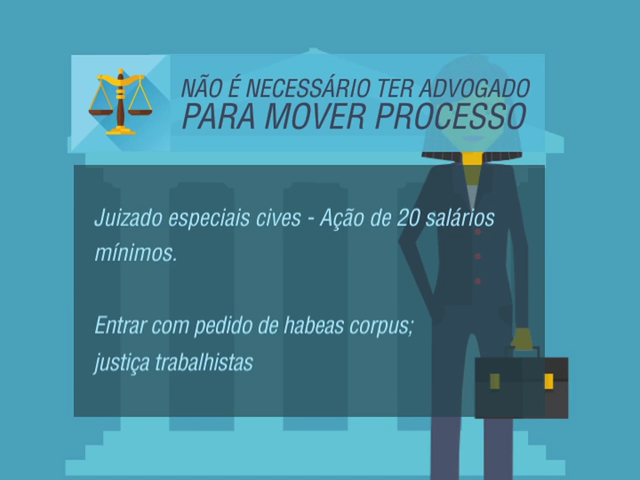 NÃO É NECESSÁRIO TER ADVOGADO
PARA MOVER PROCESSO
Juizado especiais cives - Ação de 20 salários
mínimos.
Entrar com pedido de habeas corpus;
justiça trabalhistas